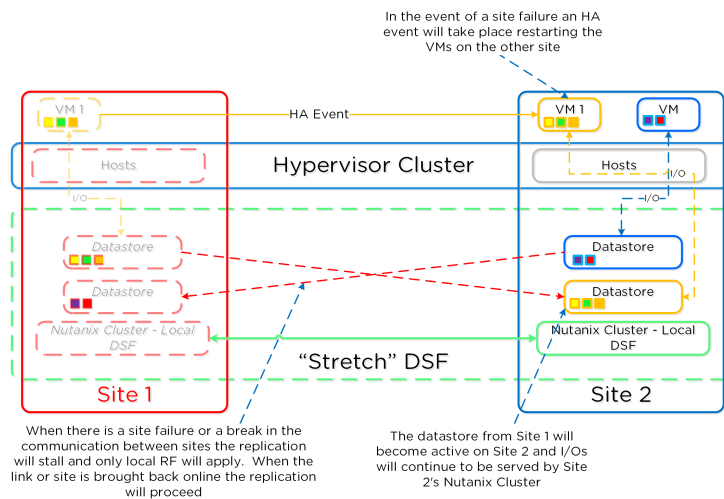 In the event of a site failure an HA
event will take place restarting the
VMs on the other site
VM 1
HA Event
VM 1
VM
Hosts
Hypervisor Cluster
Hosts
I/O
I/O
I/O
Datastore
Datastore
Datastore
Datastore
Nutanix Cluster - Local
DSF
Nutanix Cluster - Local
DSF
“Stretch” DSF
Site 1
Site 2
When there is a site failure or a break in the
communication between sites the replication
will stall and only local RF will apply. When the
link or site is brought back online the replication
will proceed
The datastore from Site 1 will
become active on Site 2 and I/Os
will continue to be served by Site
2's Nutanix Cluster